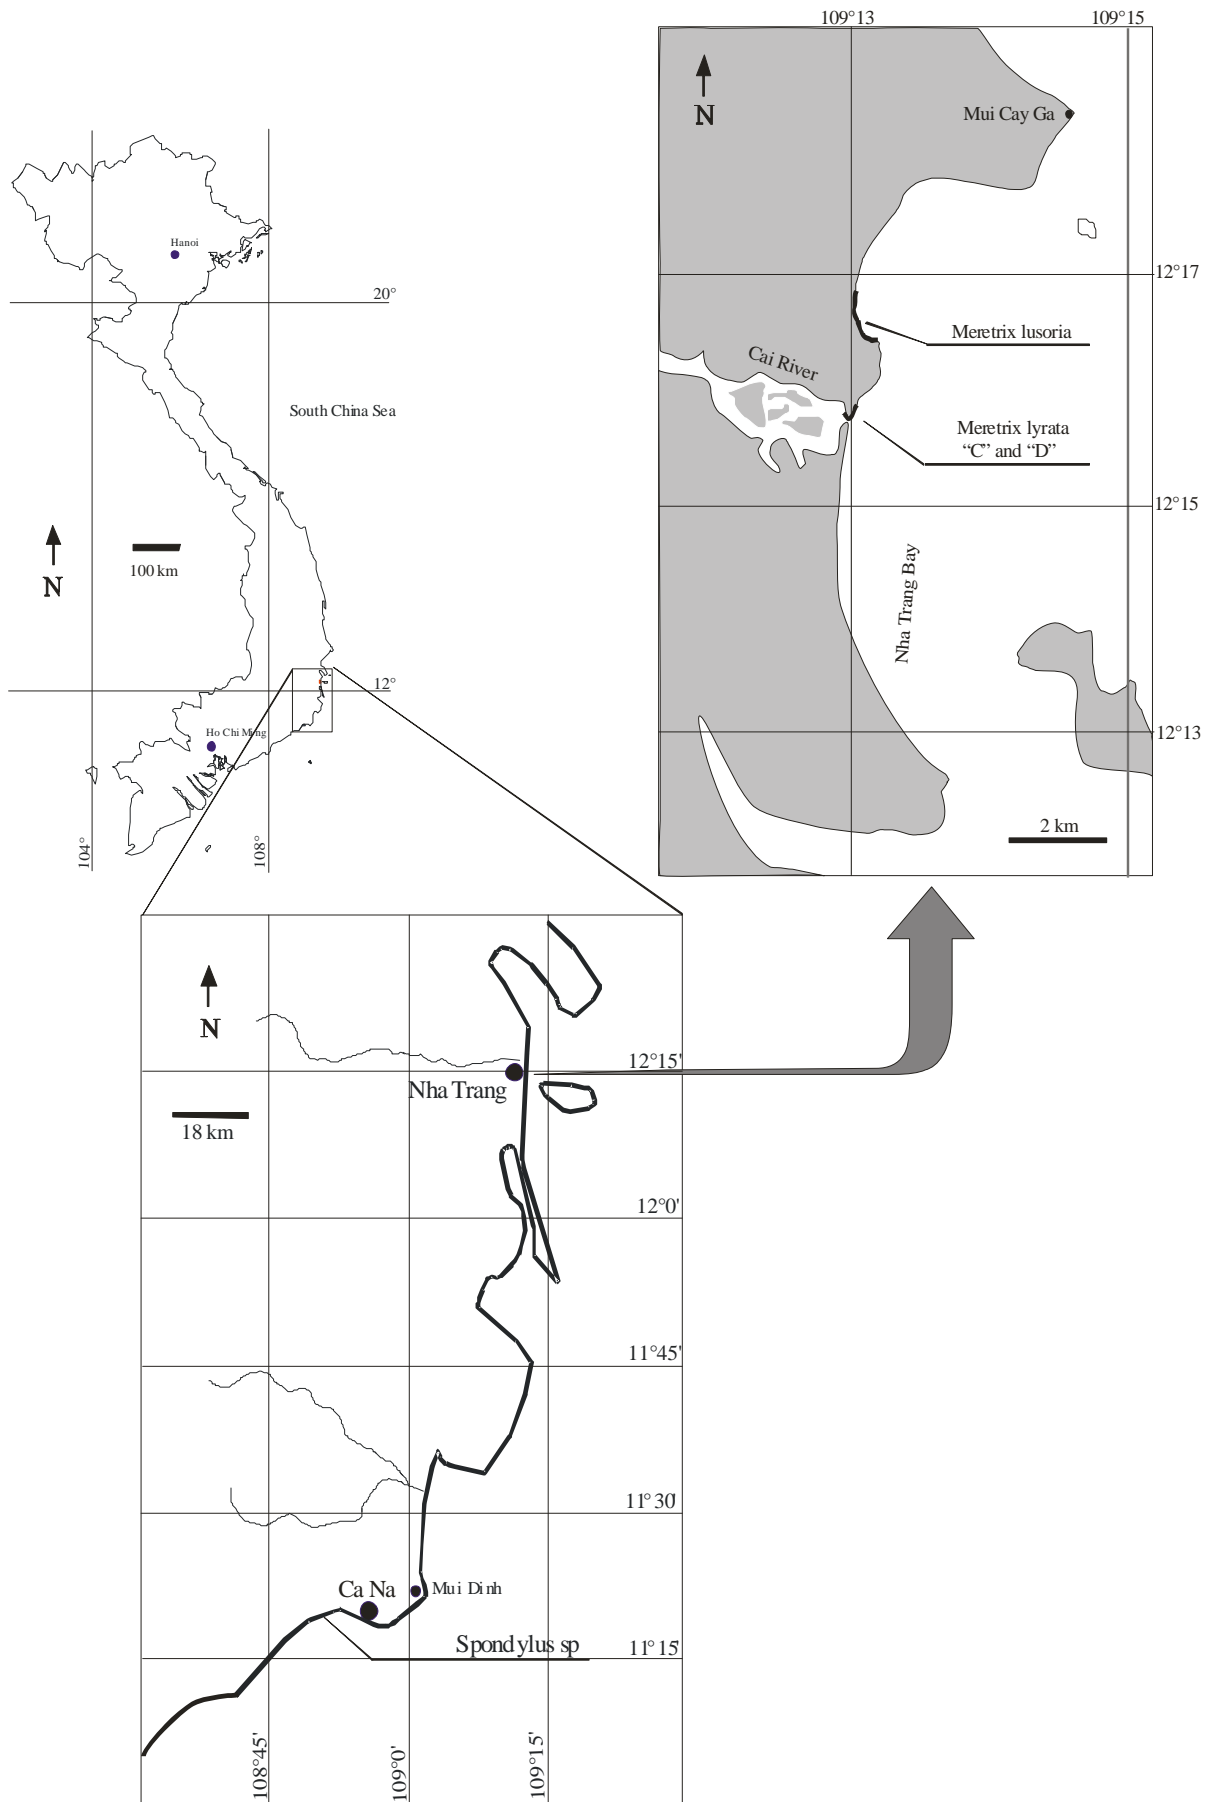 109°13
109°15
N
Mui Cay Ga
12°17
Meretrix lusoria
Cai River
Meretrix lyrata
“C” and “D”
12°15
Nha Trang Bay
12°13
2 km
Hanoi
20°
South China Sea
N
100 km
12°
Ho Chi Ming
104°
108°
N
12°15'
Nha Trang
18 km
12°0'
11°45'
11°30'
Ca Na
Mui Dinh
Spondylus sp
11°15'
108°45'
109°0'
109°15'